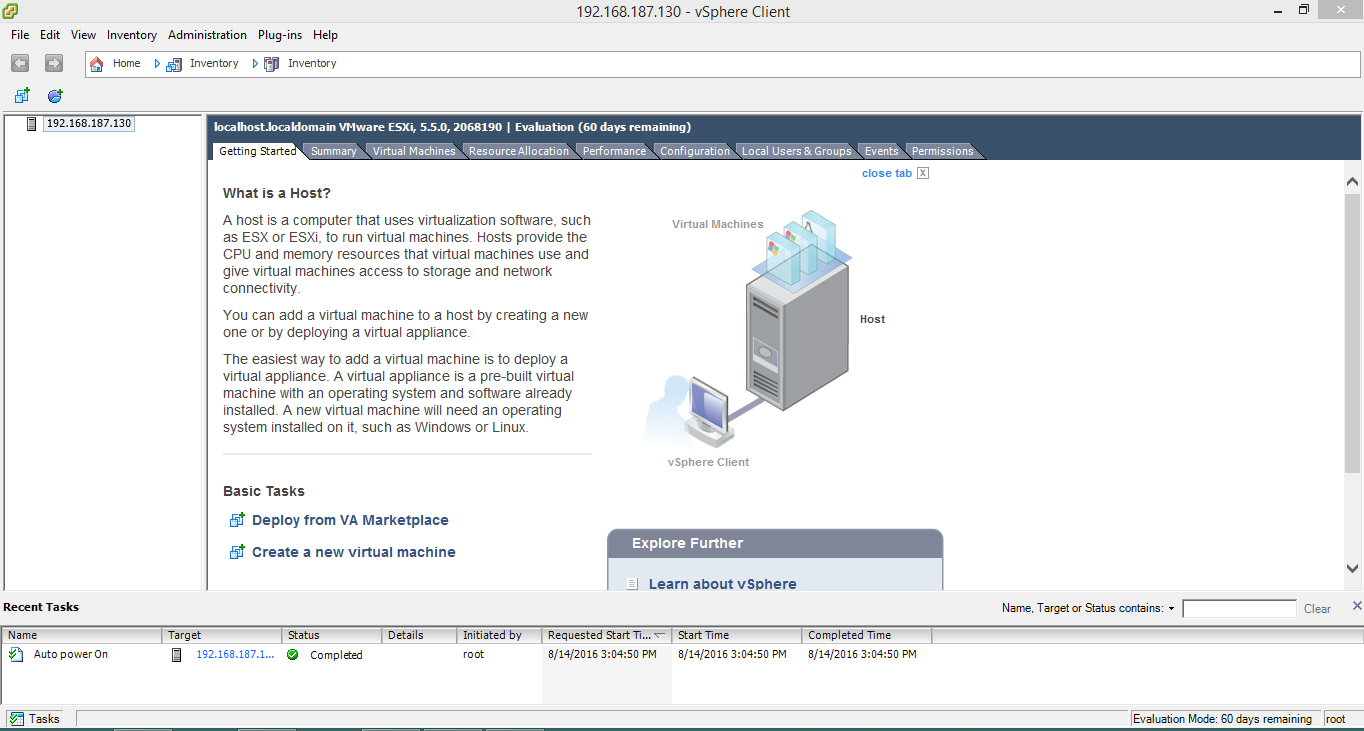 192.168.187.130 - vSphere Client
File Edit View Inventory Administration Plug-ins Help
Home Inventory Inventory
192.168.187.130
localhost.localdomain VMware ESXi, 5.5.0, 2068190 | Evaluation (60 days remaining)
Getting Started Summary Virtual Machines Resource Allocation Performance Configuration Local Users & Groups Events Permissions
close tab X
What is a Host?
A host is a computer that uses virtualization software, such
as ESX or ESXi, to run virtual machines. Hosts provide the
CPU and memory resources that virtual machines use and
give virtual machines access to storage and network
connectivity.
You can add a virtual machine to a host by creating a new
one or by deploying a virtual appliance.
The easiest way to add a virtual machine is to deploy a
virtual appliance. A virtual appliance is a pre-built virtual
machine with an operating system and software already
installed. A new virtual machine will need an operating
system installed on it, such as Windows or Linux.
Virtual Machines
Host
vSphere Client
Basic Tasks
Deploy from VA Marketplace
Create a new virtual machine
Explore Further
Learn about vSphere
Recent Tasks
Name, Target or Status contains: Clear
Name Target Status Details Initiated by Requested Start Ti... Start Time Completed Time
Auto power On 192.168.187.1... Completed root 8/14/2016 3:04:50 PM 8/14/2016 3:04:50 PM 8/14/2016 3:04:50 PM
Tasks Evaluation Mode: 60 days remaining root